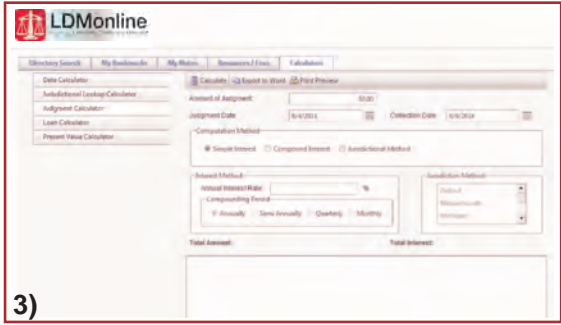 LDMonline
Directory Search My Bookmarks My Notes Resources / Fees Calculators
Date Calculator
Jurisdictional Lookup Calculator
Judgment Calculator
Loan Calculator
Present Value Calculator
Calculate Export to Word Print Preview
Amount of Judgment: $0.00
Judgment Date Collection Date
Computation Method
Simple Interest Compound Interest Jurisdictional Method
Interest Method
Annual Interest Rate: %
Compounding Period
Annually Semi Annually Quarterly Monthly
Jurisdiction Method
Massachusetts
Michigan
Total Amount: Total Interest:
3)